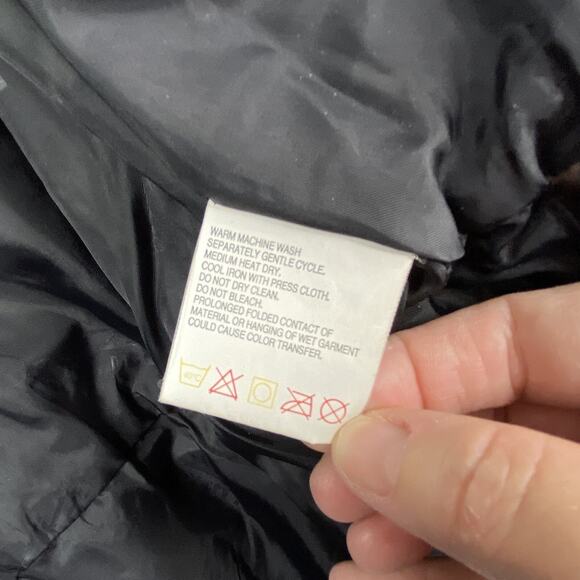 WARM MACHINE WASH
SEPARATELY GENTLE CYCLE.
MEDIUM HEAT DRY.
COOL IRON WITH PRESS CLOTH.
DO NOT DRY CLEAN.
DO NOT BLEACH.
PROLONGED FOLDED CONTACT OF
MATERIAL OR HANGING OF WET GARMENT
COULD CAUSE COLOR TRANSFER.
40°C